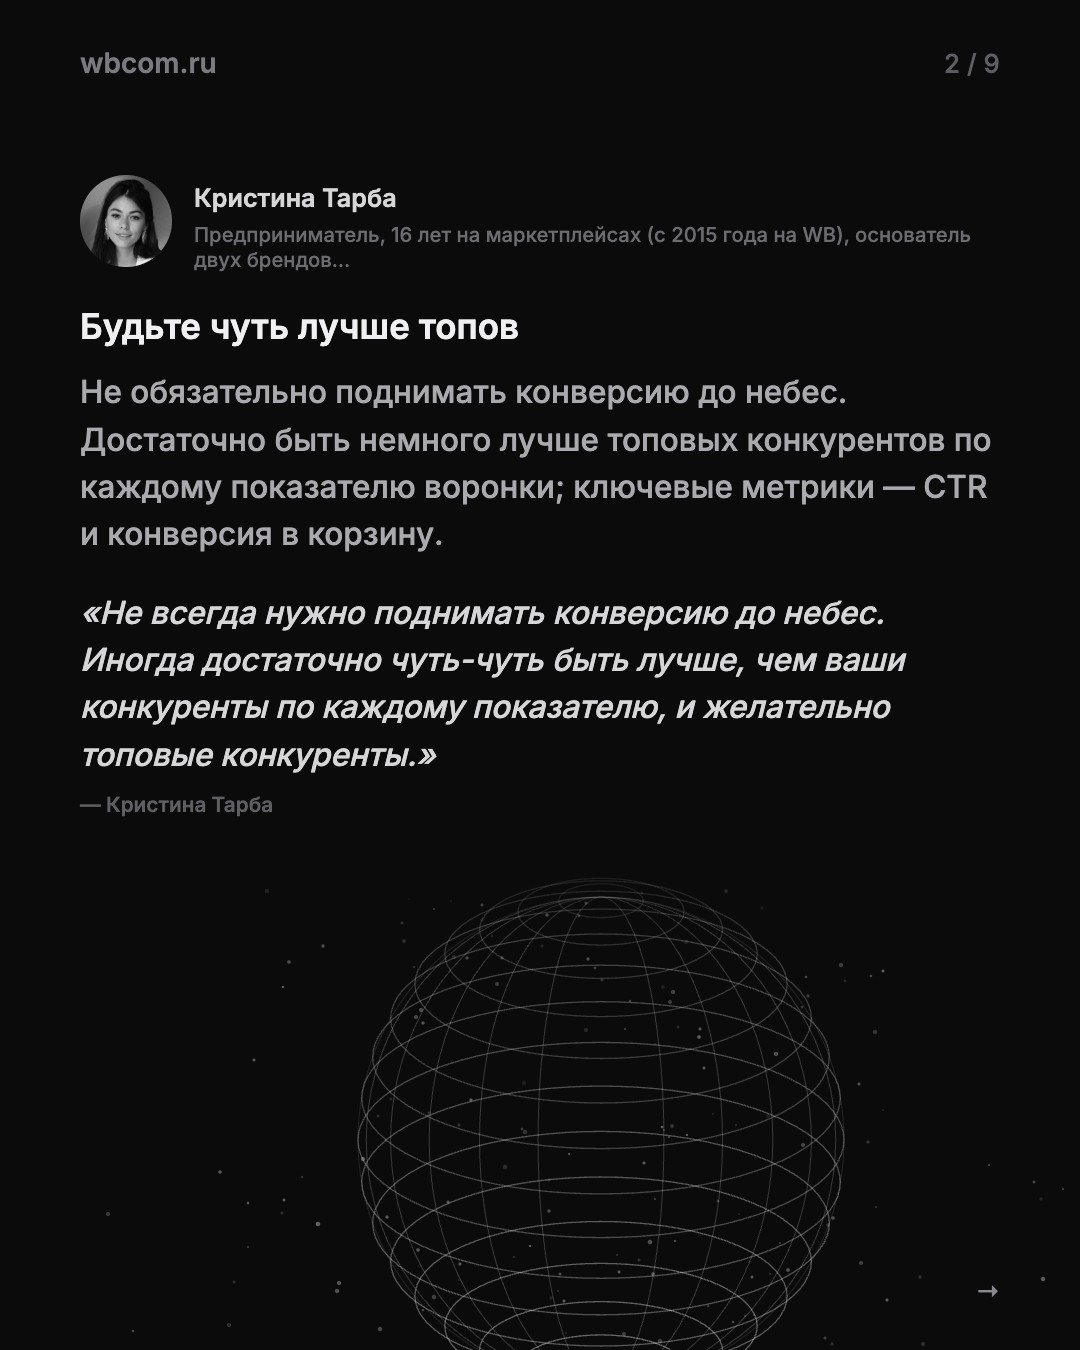 wbcom.ru
2 / 9
Кристина Тарба
Предприниматель, 16 лет на маркетплейсах (с 2015 года на WB), основатель
двух брендов...
Будьте чуть лучше топов
Не обязательно поднимать конверсию до небес.
Достаточно быть немного лучше топовых конкурентов по
каждому показателю воронки; ключевые метрики — CTR
и конверсия в корзину.
«Не всегда нужно поднимать конверсию до небес.
Иногда достаточно чуть-чуть быть лучше, чем ваши
конкуренты по каждому показателю, и желательно
топовые конкуренты.»
— Кристина Тарба
→